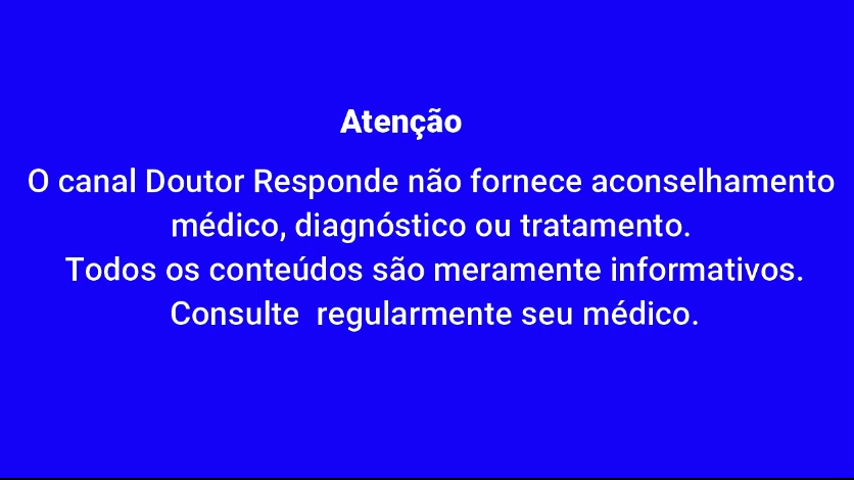 Atenção
O canal Doutor Responde não fornece aconselhamento
médico, diagnóstico ou tratamento.
Todos os conteúdos são meramente informativos.
Consulte  regularmente seu médico.